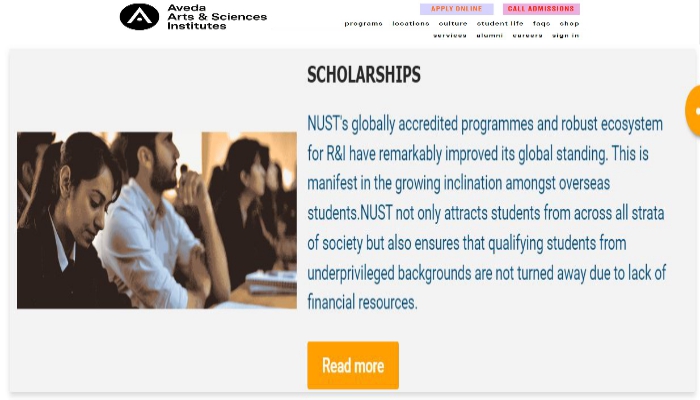 Aveda
Arts & Sciences
Institutes
APPLY ONLINE CALL ADMISSIONS
programs locations culture student life faqs shop
services alumni careers sign in
SCHOLARSHIPS
NUST's globally accredited programmes and robust ecosystem
for R&I have remarkably improved its global standing. This is
manifest in the growing inclination amongst overseas
students.NUST not only attracts students from across all strata
of society but also ensures that qualifying students from
underprivileged backgrounds are not turned away due to lack of
financial resources.
Read more